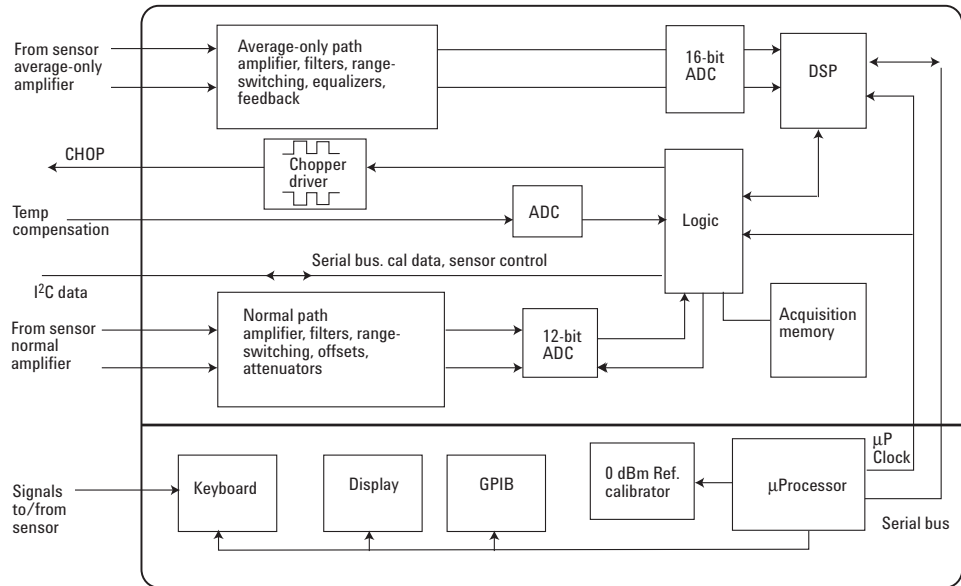 From sensor
average-only
amplifier
Average-only path
amplifier, filters, range-
switching, equalizers,
feedback
16-bit
ADC
DSP
CHOP
Chopper
driver
Temp
compensation
ADC
Logic
Serial bus. cal data, sensor control
I²C data
From sensor
normal
amplifier
Normal path
amplifier, filters, range-
switching, offsets,
attenuators
12-bit
ADC
Acquisition
memory
μP
Clock
Signals
to/from
sensor
Keyboard
Display
GPIB
0 dBm Ref.
calibrator
μProcessor
Serial bus